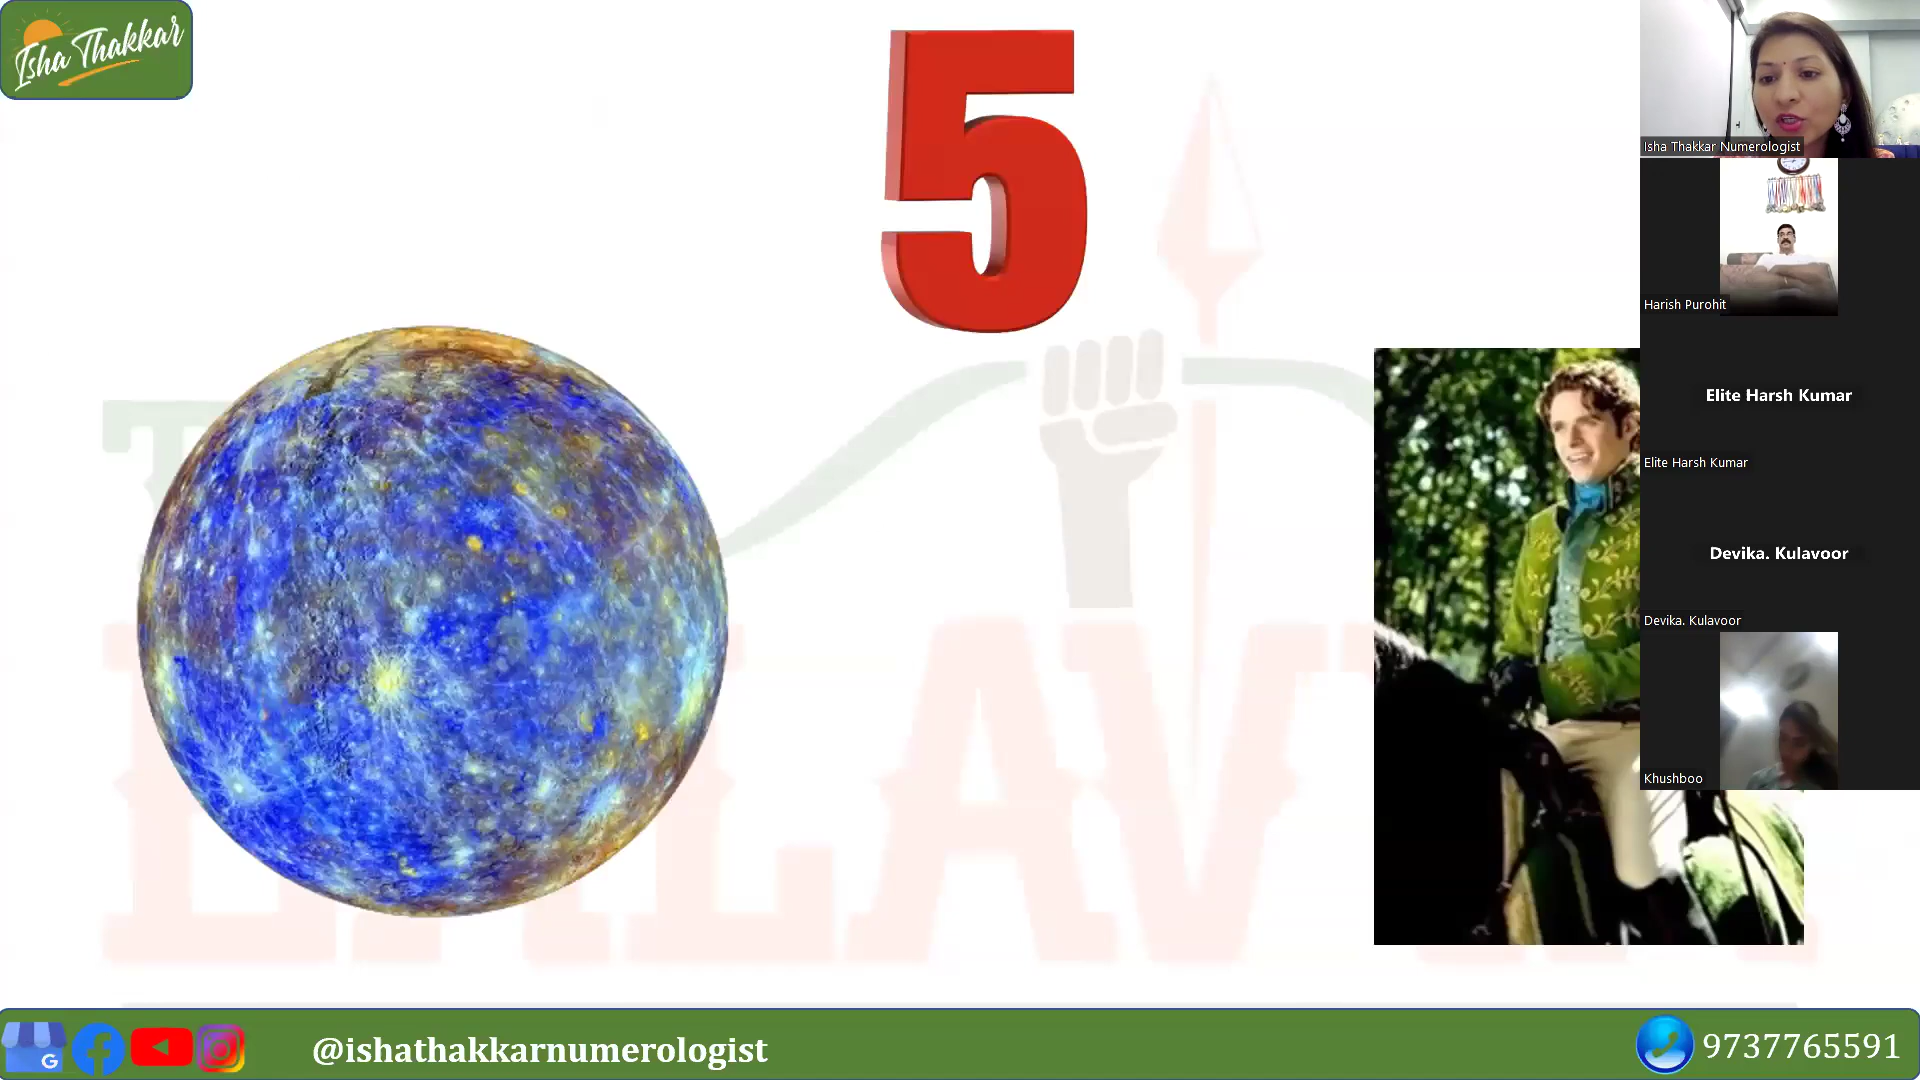 Isha Thakkar
5
Isha Thakkar Numerologist
Harish Purohit
Elite Harsh Kumar
Elite Harsh Kumar
Devika. Kulavoor
Devika. Kulavoor
Khushboo
G
@ishathakkarnumerologist
9737765591